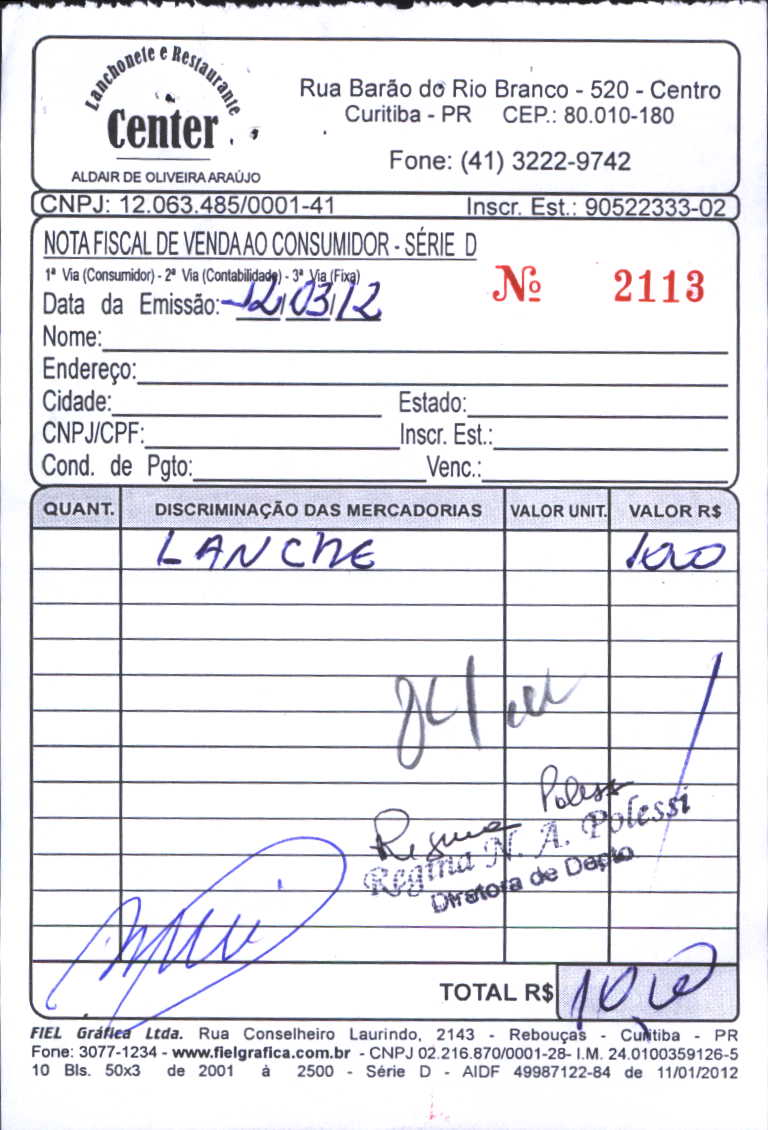 Lanchonete e Restaurante
Center
ALDAIR DE OLIVEIRA ARAÚJO
Rua Barão do Rio Branco - 520 - Centro
Curitiba - PR CEP.: 80.010-180
Fone: (41) 3222-9742
CNPJ: 12.063.485/0001-41 Inscr. Est.: 90522333-02
NOTA FISCAL DE VENDA AO CONSUMIDOR - SÉRIE D
1ª Via (Consumidor) - 2ª Via (Contabilidade) - 3ª Via (Fixa)
Nº 2113
Data da Emissão: 12/03/12
Nome:
Endereço:
Cidade: Estado:
CNPJ/CPF: Inscr. Est.:
Cond. de Pgto: Venc.:
QUANT. DISCRIMINAÇÃO DAS MERCADORIAS VALOR UNIT. VALOR R$
LANCHE 10,00
Regina Polessi
Regina N. A. Polessi
Diretora de Depto
TOTAL R$ 10,00
FIEL Gráfica Ltda. Rua Conselheiro Laurindo, 2143 - Rebouças - Curitiba - PR
Fone: 3077-1234 - www.fielgrafica.com.br - CNPJ 02.216.870/0001-28- I.M. 24.0100359126-5
10 Bls. 50x3 de 2001 à 2500 - Série D - AIDF 49987122-84 de 11/01/2012